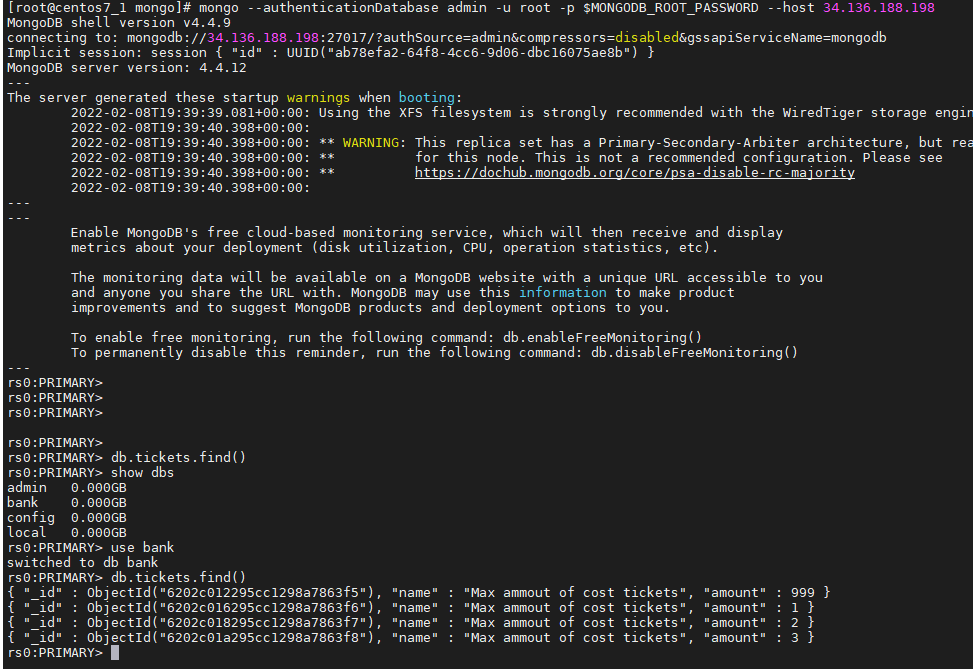 [root@centos7_1 mongo]# mongo --authenticationDatabase admin -u root -p $MONGODB_ROOT_PASSWORD --host 34.136.188.198
MongoDB shell version v4.4.9
connecting to: mongodb://34.136.188.198:27017/?authSource=admin&compressors=disabled&gssapiServiceName=mongodb
Implicit session: session { "id" : UUID("ab78efa2-64f8-4cc6-9d06-dbc16075ae8b") }
MongoDB server version: 4.4.12
---
The server generated these startup warnings when booting:
        2022-02-08T19:39:39.081+00:00: Using the XFS filesystem is strongly recommended with the WiredTiger storage engin
        2022-02-08T19:39:40.398+00:00:
        2022-02-08T19:39:40.398+00:00: ** WARNING: This replica set has a Primary-Secondary-Arbiter architecture, but rea
        2022-02-08T19:39:40.398+00:00: **          for this node. This is not a recommended configuration. Please see
        2022-02-08T19:39:40.398+00:00: **          https://dochub.mongodb.org/core/psa-disable-rc-majority
        2022-02-08T19:39:40.398+00:00:
---
---
        Enable MongoDB's free cloud-based monitoring service, which will then receive and display
        metrics about your deployment (disk utilization, CPU, operation statistics, etc).

        The monitoring data will be available on a MongoDB website with a unique URL accessible to you
        and anyone you share the URL with. MongoDB may use this information to make product
        improvements and to suggest MongoDB products and deployment options to you.

        To enable free monitoring, run the following command: db.enableFreeMonitoring()
        To permanently disable this reminder, run the following command: db.disableFreeMonitoring()
---
rs0:PRIMARY>
rs0:PRIMARY>
rs0:PRIMARY>

rs0:PRIMARY>
rs0:PRIMARY> db.tickets.find()
rs0:PRIMARY> show dbs
admin   0.000GB
bank    0.000GB
config  0.000GB
local   0.000GB
rs0:PRIMARY> use bank
switched to db bank
rs0:PRIMARY> db.tickets.find()
{ "_id" : ObjectId("6202c012295cc1298a7863f5"), "name" : "Max ammout of cost tickets", "amount" : 999 }
{ "_id" : ObjectId("6202c016295cc1298a7863f6"), "name" : "Max ammout of cost tickets", "amount" : 1 }
{ "_id" : ObjectId("6202c018295cc1298a7863f7"), "name" : "Max ammout of cost tickets", "amount" : 2 }
{ "_id" : ObjectId("6202c01a295cc1298a7863f8"), "name" : "Max ammout of cost tickets", "amount" : 3 }
rs0:PRIMARY>